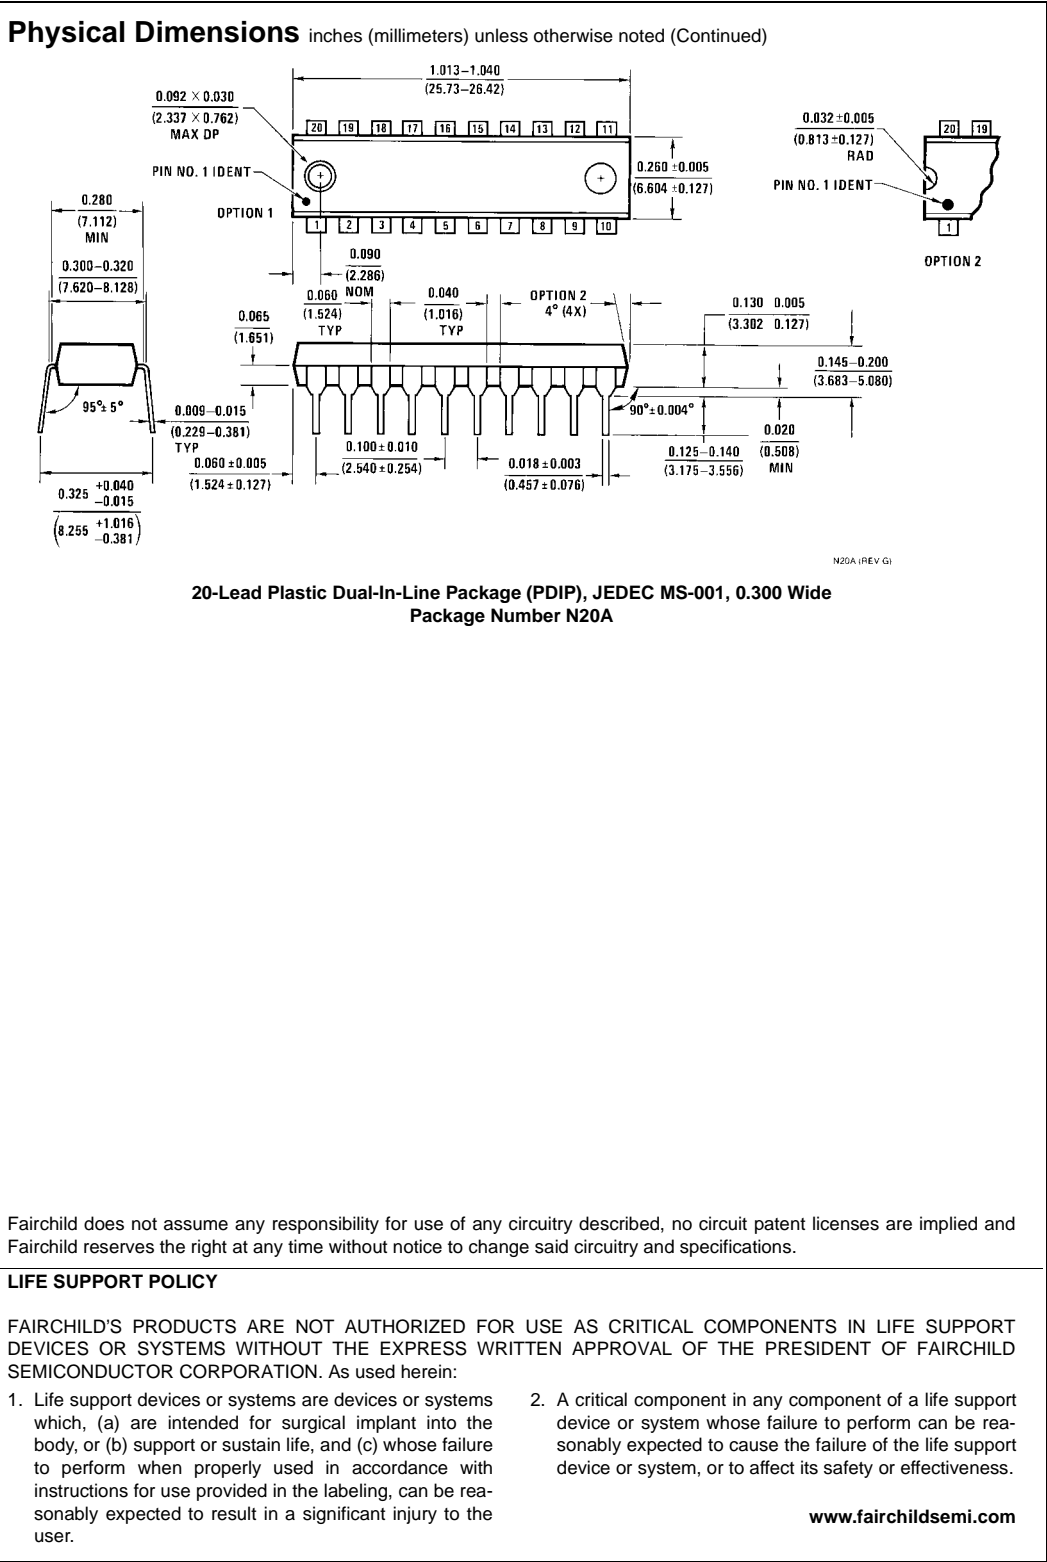 Physical Dimensions inches (millimeters) unless otherwise noted (Continued)
1.013–1.040
(25.73–26.42)
0.092 × 0.030
(2.337 × 0.762)
MAX DP
PIN NO. 1 IDENT
OPTION 1
20 19 18 17 16 15 14 13 12 11
1 2 3 4 5 6 7 8 9 10
0.260 ±0.005
(6.604 ±0.127)
0.032 ±0.005
(0.813 ±0.127)
RAD
PIN NO. 1 IDENT
20 19
1
OPTION 2
0.280
(7.112)
MIN
0.300–0.320
(7.620–8.128)
95°± 5°
0.009–0.015
(0.229–0.381)
TYP
0.325 +0.040
−0.015
(8.255 +1.016
−0.381)
0.090
(2.286)
NOM
0.065
(1.651)
0.060
(1.524)
TYP
0.040
(1.016)
TYP
OPTION 2
4° (4X)
0.130 0.005
(3.302 0.127)
0.145–0.200
(3.683–5.080)
90°±0.004°
0.020
(0.508)
MIN
0.125–0.140
(3.175–3.556)
0.100 ±0.010
(2.540 ±0.254)
0.060 ±0.005
(1.524 ±0.127)
0.018 ±0.003
(0.457 ±0.076)
N20A (REV G)
20-Lead Plastic Dual-In-Line Package (PDIP), JEDEC MS-001, 0.300 Wide
Package Number N20A
Fairchild does not assume any responsibility for use of any circuitry described, no circuit patent licenses are implied and
Fairchild reserves the right at any time without notice to change said circuitry and specifications.
LIFE SUPPORT POLICY
FAIRCHILD'S PRODUCTS ARE NOT AUTHORIZED FOR USE AS CRITICAL COMPONENTS IN LIFE SUPPORT
DEVICES OR SYSTEMS WITHOUT THE EXPRESS WRITTEN APPROVAL OF THE PRESIDENT OF FAIRCHILD
SEMICONDUCTOR CORPORATION. As used herein:
1. Life support devices or systems are devices or systems
which, (a) are intended for surgical implant into the
body, or (b) support or sustain life, and (c) whose failure
to perform when properly used in accordance with
instructions for use provided in the labeling, can be rea-
sonably expected to result in a significant injury to the
user.
2. A critical component in any component of a life support
device or system whose failure to perform can be rea-
sonably expected to cause the failure of the life support
device or system, or to affect its safety or effectiveness.
www.fairchildsemi.com